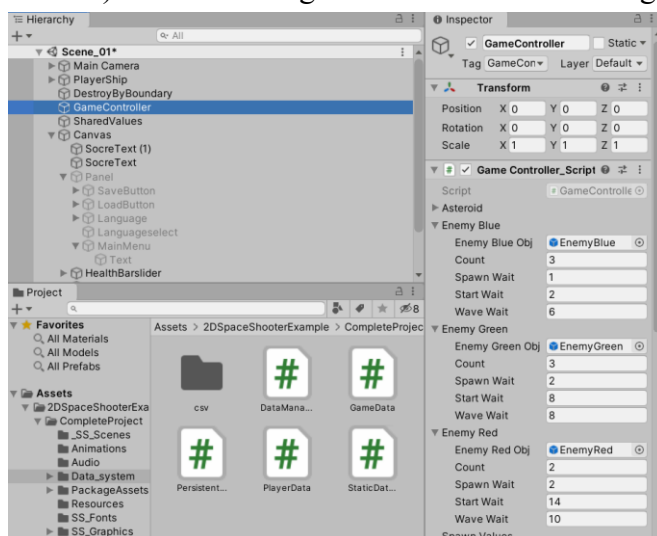 Hierarchy
All
Scene_01*
Main Camera
PlayerShip
DestroyByBoundary
GameController
SharedValues
Canvas
SocreText (1)
SocreText
Panel
SaveButton
LoadButton
Language
Languageselect
MainMenu
Text
HealthBarslider
Project
8
Favorites
All Materials
All Models
All Prefabs
Assets
2DSpaceShooterExa
CompleteProject
_SS_Scenes
Animations
Audio
Data_system
PackageAssets
Resources
SS_Fonts
SS_Graphics
Assets > 2DSpaceShooterExample > CompleteProjec
csv
DataMana...
GameData
Persistent...
PlayerData
StaticDat...
Inspector
GameController Static
Tag GameCon Layer Default
Transform
Position X 0 Y 0 Z 0
Rotation X 0 Y 0 Z 0
Scale X 1 Y 1 Z 1
# Game Controller_Script
Script # GameControlle
Asteroid
Enemy Blue
Enemy Blue Obj EnemyBlue
Count 3
Spawn Wait 1
Start Wait 2
Wave Wait 6
Enemy Green
Enemy Green Obj EnemyGreen
Count 3
Spawn Wait 2
Start Wait 8
Wave Wait 8
Enemy Red
Enemy Red Obj EnemyRed
Count 2
Spawn Wait 2
Start Wait 14
Wave Wait 10